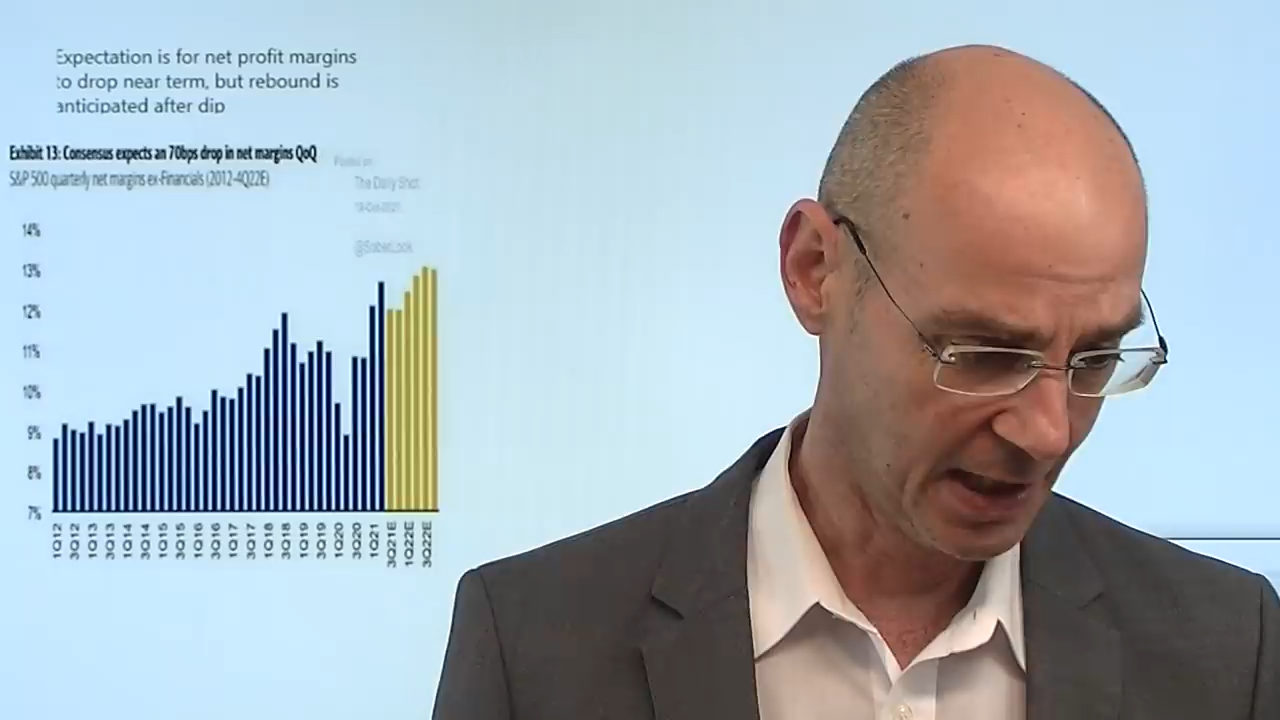 Expectation is for net profit margins
to drop near term, but rebound is
anticipated after dip
Exhibit 13: Consensus expects an 70bps drop in net margins QoQ
S&P 500 quarterly net margins ex-Financials (2012-4Q22E)
Posted on
The Daily Shot
19-Oct-2021
@SoberLook
14%
13%
12%
11%
10%
9%
8%
7%
1Q12
3Q12
1Q13
3Q13
1Q14
3Q14
1Q15
3Q15
1Q16
3Q16
1Q17
3Q17
1Q18
3Q18
1Q19
3Q19
1Q20
3Q20
1Q21
3Q21E
1Q22E
3Q22E